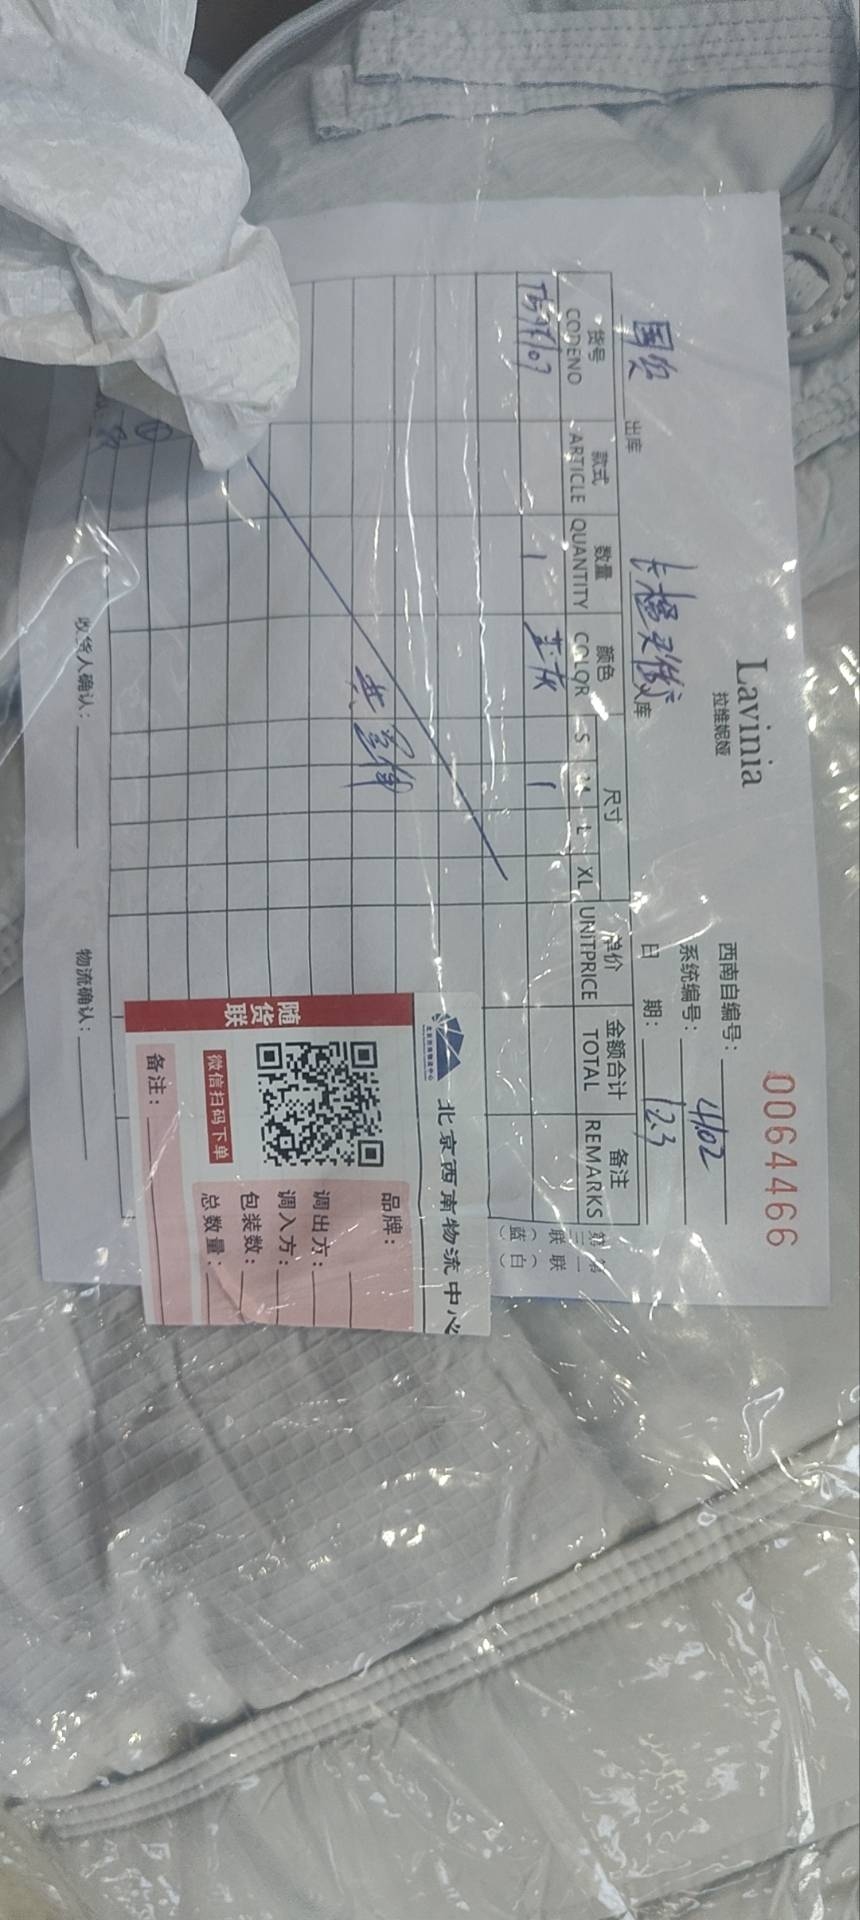 Lavinia
拉维妮娅
0064466
西南自编号：
系统编号： 4102
日 期： 12.3
国贸 出库
库
货号 款式 数量 颜色 尺寸 单价 金额合计 备注
CODENO ARTICLE QUANTITY COLOR S M L XL UNITPRICE TOTAL REMARKS
1 1
共 壹件
收货人确认：
物流确认：
北京西南物流中心
随货联
微信扫码下单
品牌：
调出方：
调入方：
包装数：
总数量：
备注：